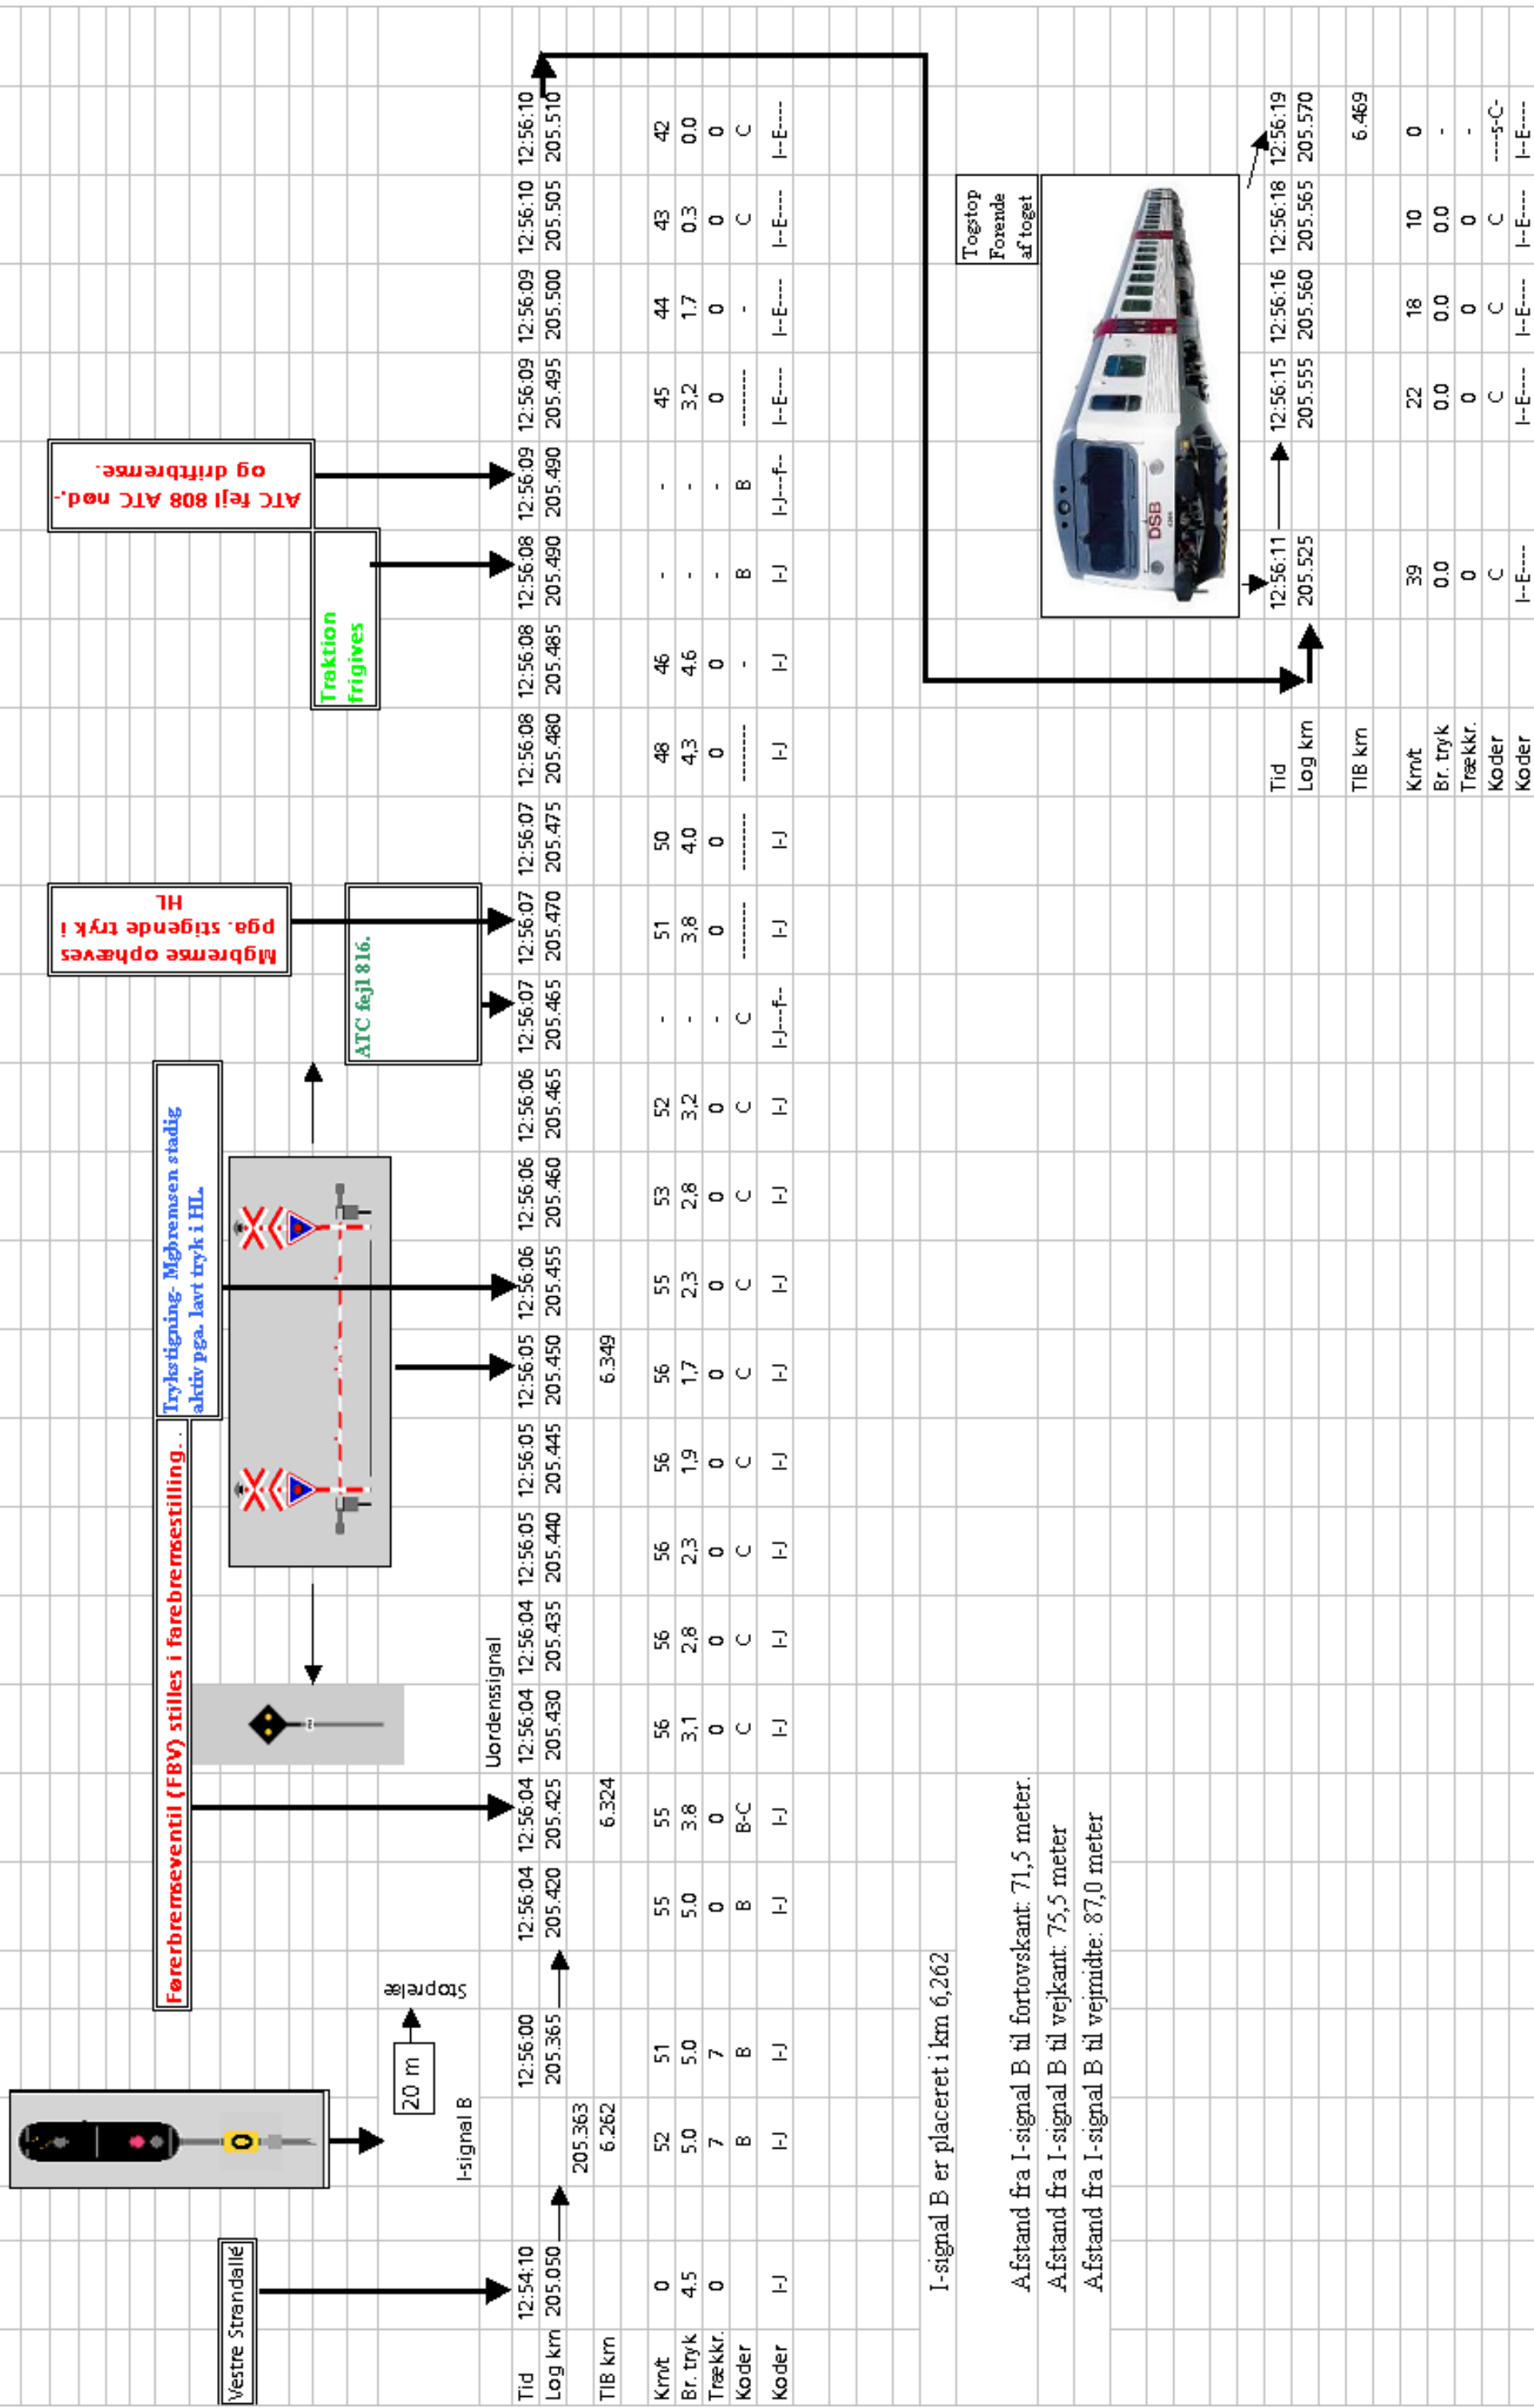 Vestre Strandallé
I-signal B
20 m
Stoprelæ
Førerbremseventil (FBV) stilles i farebremsestilling. .
Uordenssignal
Trykstigning- Mgbremsen stadig
aktiv pga. lavt tryk i HL.
ATC fejl 816.
Mgbremse ophæves
pga. stigende tryk i
HL
Traktion
frigives
ATC fejl 808 ATC nød.-
og driftbremse.
Tid 12:54:10 12:56:00 12:56:04 12:56:04 12:56:04 12:56:04 12:56:05 12:56:05 12:56:05 12:56:06 12:56:06 12:56:06 12:56:07 12:56:07 12:56:07 12:56:08 12:56:08 12:56:08 12:56:09 12:56:09 12:56:09 12:56:10 12:56:10
Log km 205.050 205.365 205.420 205.425 205.430 205.435 205.440 205.445 205.450 205.455 205.460 205.465 205.465 205.470 205.475 205.480 205.485 205.490 205.490 205.495 205.500 205.505 205.510
205.363
TIB km 6.262 6.324 6.349
Km/t 0 52 51 55 55 56 56 56 56 56 55 53 52 - 51 50 48 46 - - 45 44 43 42
Br. tryk 4.5 5.0 5.0 5.0 3.8 3,1 2,8 2,3 1,9 1,7 2,3 2,8 3,2 - 3,8 4.0 4,3 4.6 - - 3,2 1.7 0.3 0.0
Trækkr. 0 7 7 0 0 0 0 0 0 0 0 0 0 - 0 0 0 0 - - 0 0 0 0
Koder B B B B-C C C C C C C C C C -------- -------- -------- - B B -------- - C C
Koder I-J I-J I-J I-J I-J I-J I-J I-J I-J I-J I-J I-J I-J I-J---f-- I-J I-J I-J I-J I-J I-J---f-- I--E---- I--E---- I--E---- I--E----
I-signal B er placeret i km 6,262
Afstand fra I-signal B til fortovskant: 71,5 meter.
Afstand fra I-signal B til vejkant: 75,5 meter
Afstand fra I-signal B til vejmidte: 87,0 meter
Togstop
Forende
af toget
DSB
Tid 12:56:11 12:56:15 12:56:16 12:56:18 12:56:19
Log km 205.525 205.555 205.560 205.565 205.570
TIB km 6.469
Km/t 39 22 18 10 0
Br. tryk 0.0 0.0 0.0 0.0 -
Trækkr. 0 0 0 0 -
Koder C C C C ----s-C-
Koder I--E---- I--E---- I--E---- I--E---- I--E----